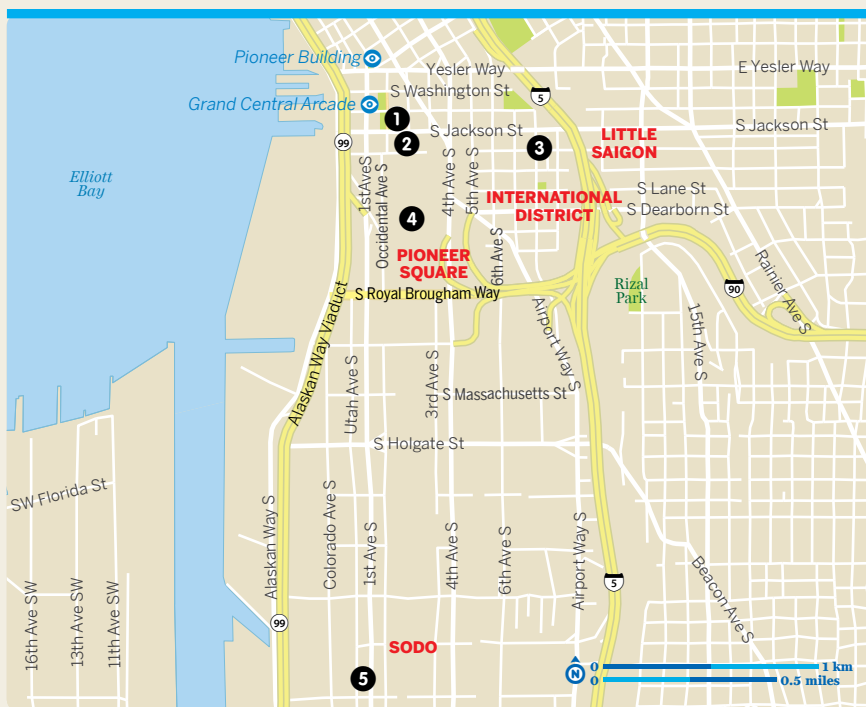 Pioneer Building
Yesler Way
E Yesler Way
S Washington St
5
Grand Central Arcade
1
S Jackson St
LITTLE
SAIGON
S Jackson St
99
2
3
Elliott
Bay
1st Ave S
Occidental Ave S
4th Ave S
5th Ave S
INTERNATIONAL
DISTRICT
S Lane St
S Dearborn St
4
6th Ave S
PIONEER
SQUARE
S Royal Brougham Way
Rizal
Park
90
Rainier Ave S
Alaskan Way Viaduct
Airport Way S
15th Ave S
Utah Ave S
3rd Ave S
S Massachusetts St
S Holgate St
SW Florida St
Alaskan Way S
Colorado Ave S
1st Ave S
4th Ave S
6th Ave S
Airport Way S
5
Beacon Ave S
16th Ave SW
13th Ave SW
11th Ave SW
99
SODO
5
N
0
1 km
0
0.5 miles